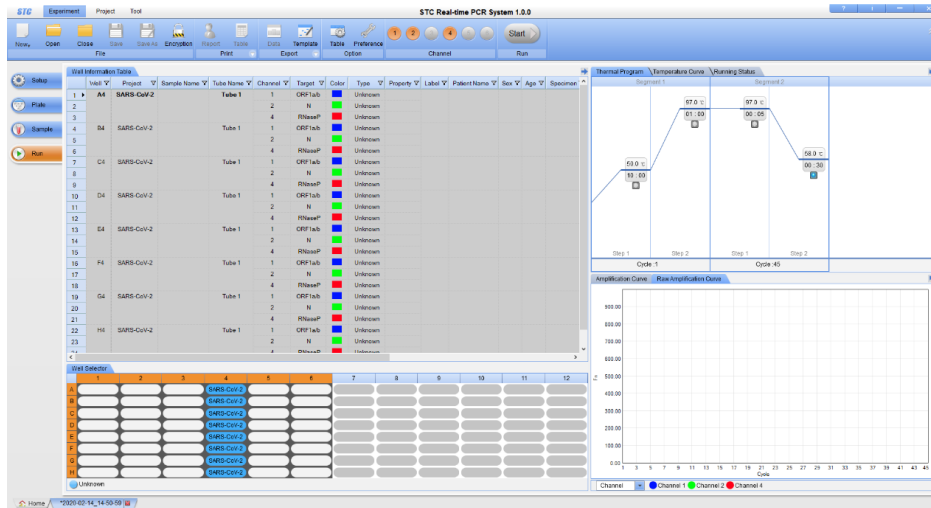 STC Experiment Project Tool STC Real-time PCR System 1.0.0
New Open Close Save Save As Encryption Report Table Data Template Table Preference 1 2 4 Start
File Print Export Option Channel Run
Setup
Plate
Sample
Run
Well Information Table
Well Project Sample Name Tube Name Channel Target Color Type Property Label Patient Name Sex Age Specimen
1 A4 SARS-CoV-2 Tube 1 1 ORF1a/b Unknown
2 2 N Unknown
3 4 RNaseP Unknown
4 B4 SARS-CoV-2 Tube 1 1 ORF1a/b Unknown
5 2 N Unknown
6 4 RNaseP Unknown
7 C4 SARS-CoV-2 Tube 1 1 ORF1a/b Unknown
8 2 N Unknown
9 4 RNaseP Unknown
10 D4 SARS-CoV-2 Tube 1 1 ORF1a/b Unknown
11 2 N Unknown
12 4 RNaseP Unknown
13 E4 SARS-CoV-2 Tube 1 1 ORF1a/b Unknown
14 2 N Unknown
15 4 RNaseP Unknown
16 F4 SARS-CoV-2 Tube 1 1 ORF1a/b Unknown
17 2 N Unknown
18 4 RNaseP Unknown
19 G4 SARS-CoV-2 Tube 1 1 ORF1a/b Unknown
20 2 N Unknown
21 4 RNaseP Unknown
22 H4 SARS-CoV-2 Tube 1 1 ORF1a/b Unknown
23 2 N Unknown
24 4 RNaseP Unknown
Well Selector
1 2 3 4 5 6 7 8 9 10 11 12
A SARS-CoV-2
B SARS-CoV-2
C SARS-CoV-2
D SARS-CoV-2
E SARS-CoV-2
F SARS-CoV-2
G SARS-CoV-2
H SARS-CoV-2
Unknown
Thermal Program Temperature Curve Running Status
Segment 1 Segment 2
97.0 ℃ 97.0 ℃
01 : 00 00 : 05
58.0 ℃
00 : 30
50.0 ℃
10 : 00
Step 1 Step 2 Step 1 Step 2
Cycle :1 Cycle :45
Amplification Curve Raw Amplification Curve
900.00
800.00
700.00
600.00
500.00
400.00
300.00
200.00
100.00
0.00
1 3 5 7 9 11 13 15 17 19 21 23 25 27 29 31 33 35 37 39 41 43 45
Cycle
Channel Channel 1 Channel 2 Channel 4
Home *2020-02-14_14-50-59